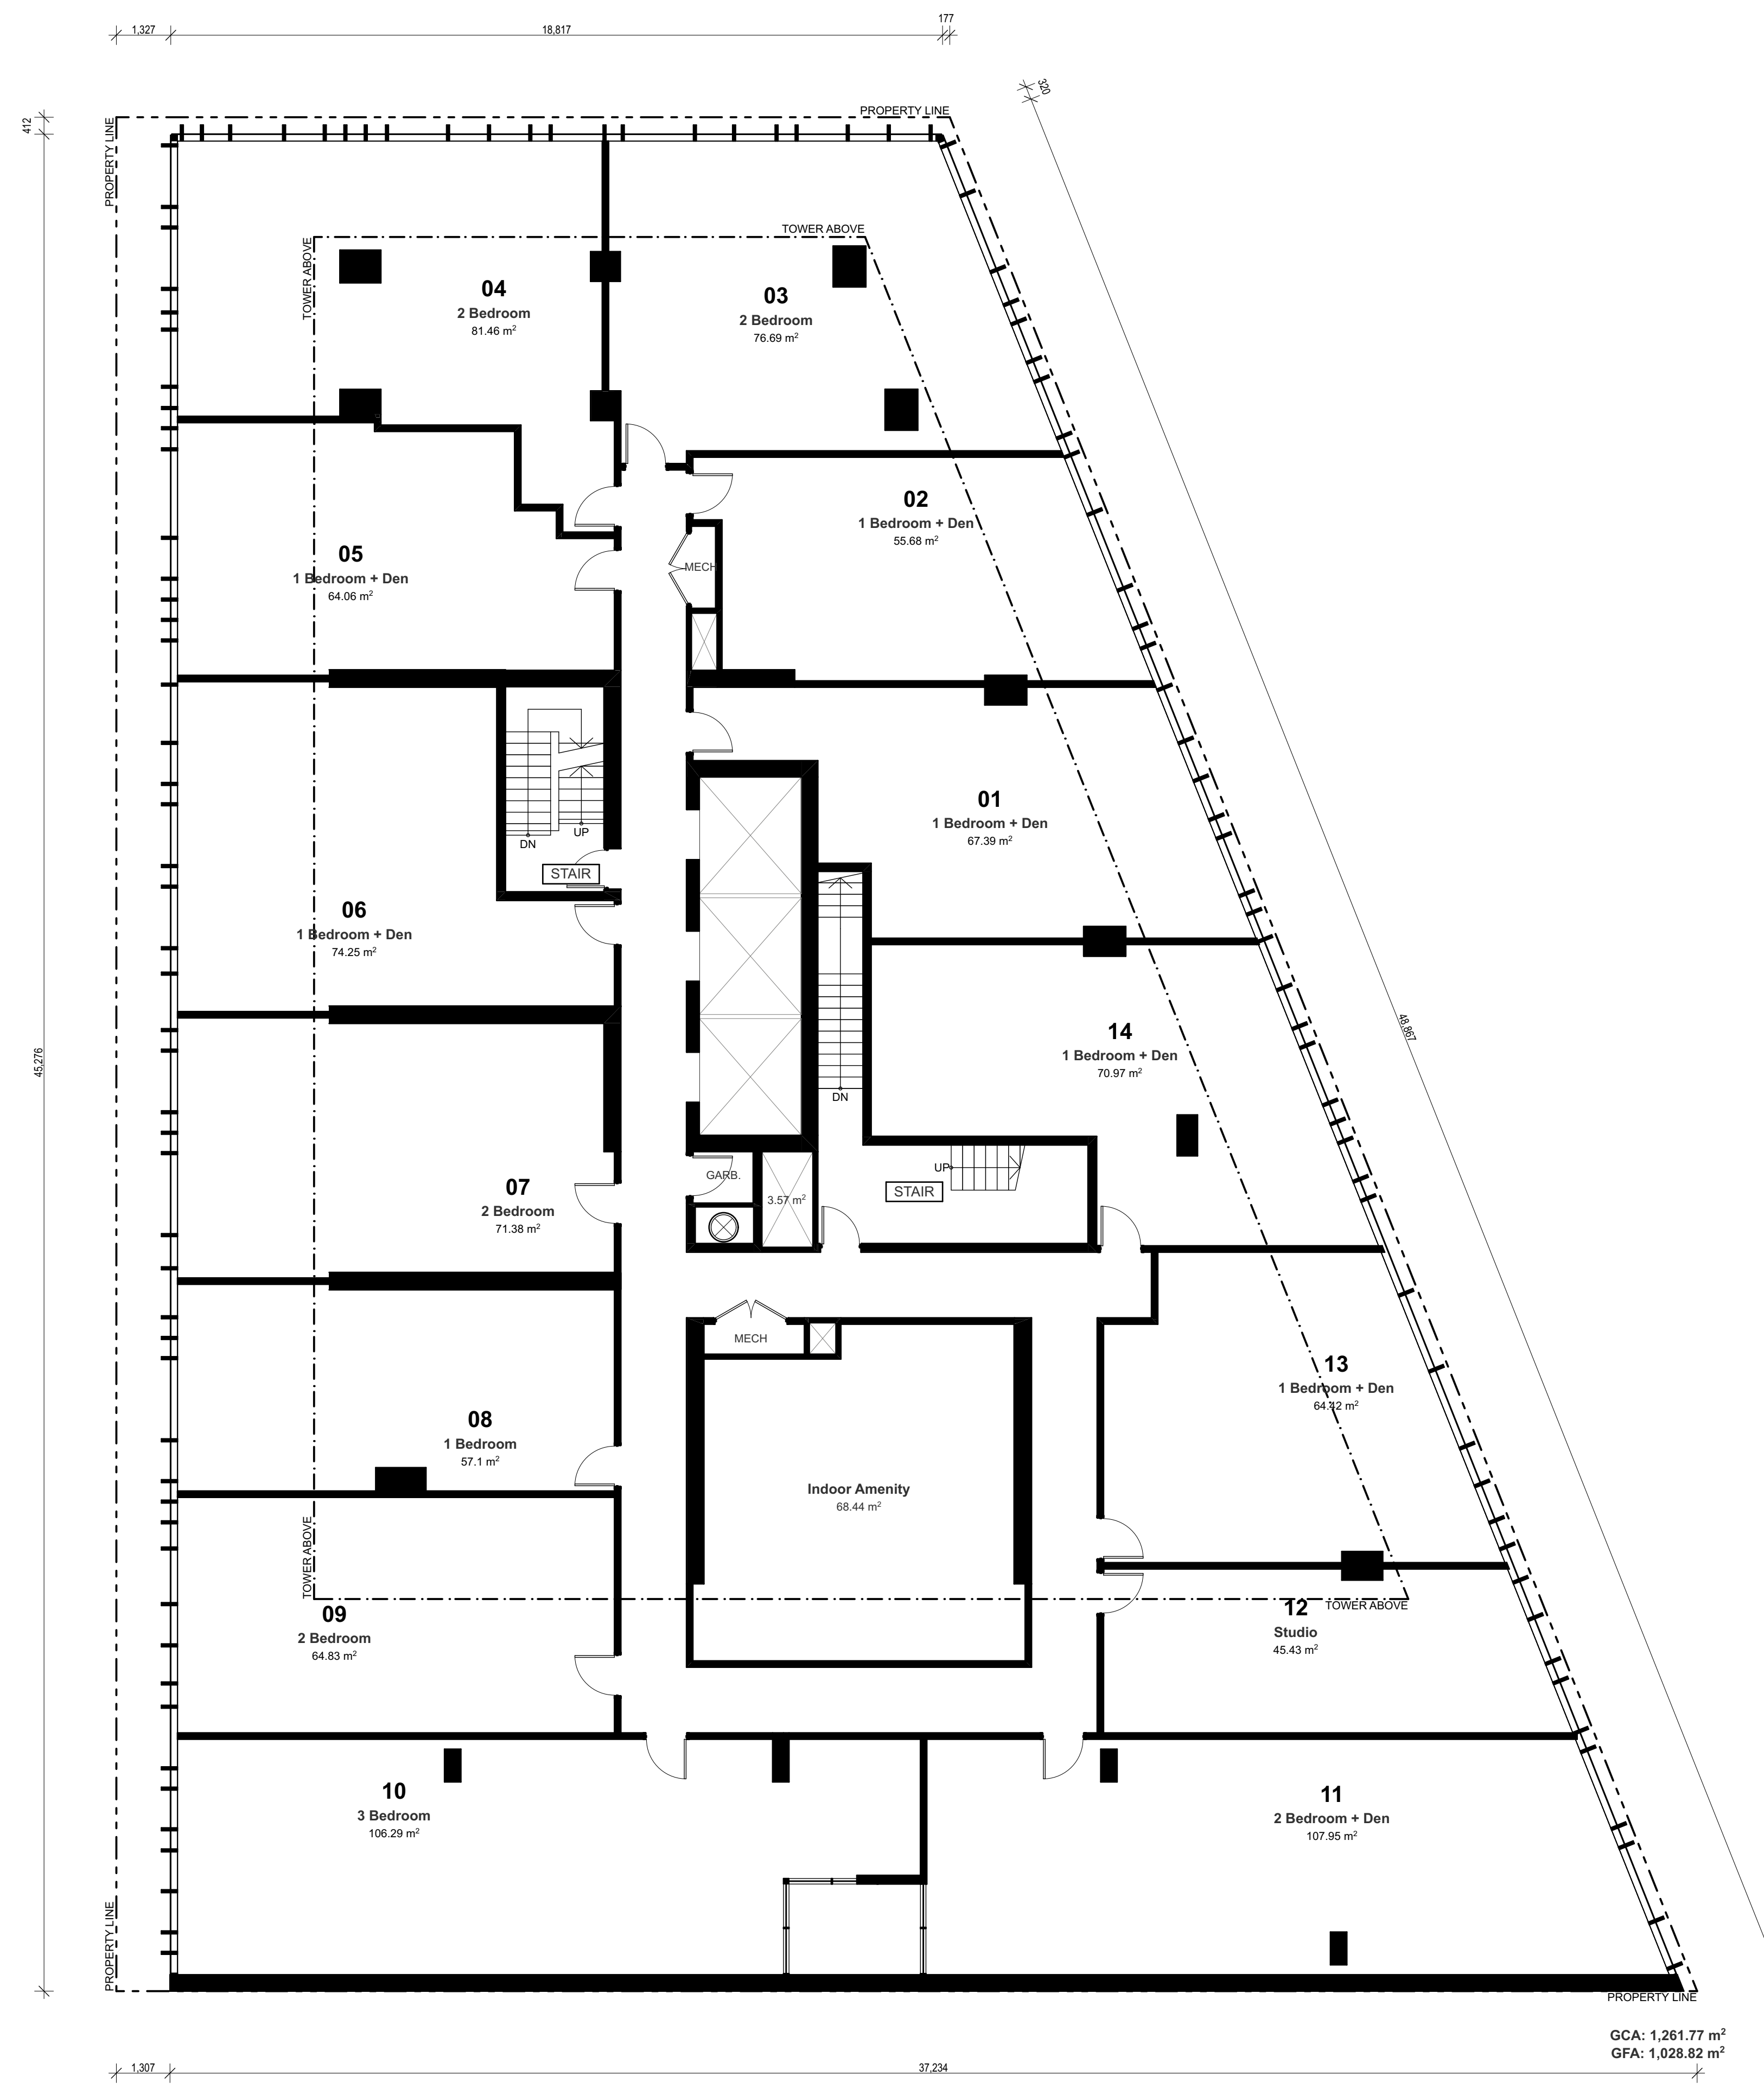 177
1,327
18,817
320
412
PROPERTY LINE
PROPERTY LINE
TOWER ABOVE
TOWER ABOVE
04
2 Bedroom
81.46 m²
03
2 Bedroom
76.69 m²
02
1 Bedroom + Den
55.68 m²
05
1 Bedroom + Den
64.06 m²
MECH
01
1 Bedroom + Den
67.39 m²
UP
DN
STAIR
06
1 Bedroom + Den
74.25 m²
14
1 Bedroom + Den
70.97 m²
48,867
45,276
DN
GARB.
3.57 m²
UP
STAIR
07
2 Bedroom
71.38 m²
MECH
13
1 Bedroom + Den
64.42 m²
08
1 Bedroom
57.1 m²
Indoor Amenity
68.44 m²
TOWER ABOVE
TOWER ABOVE
09
2 Bedroom
64.83 m²
12
Studio
45.43 m²
10
3 Bedroom
106.29 m²
11
2 Bedroom + Den
107.95 m²
PROPERTY LINE
PROPERTY LINE
GCA: 1,261.77 m²
GFA: 1,028.82 m²
1,307
37,234